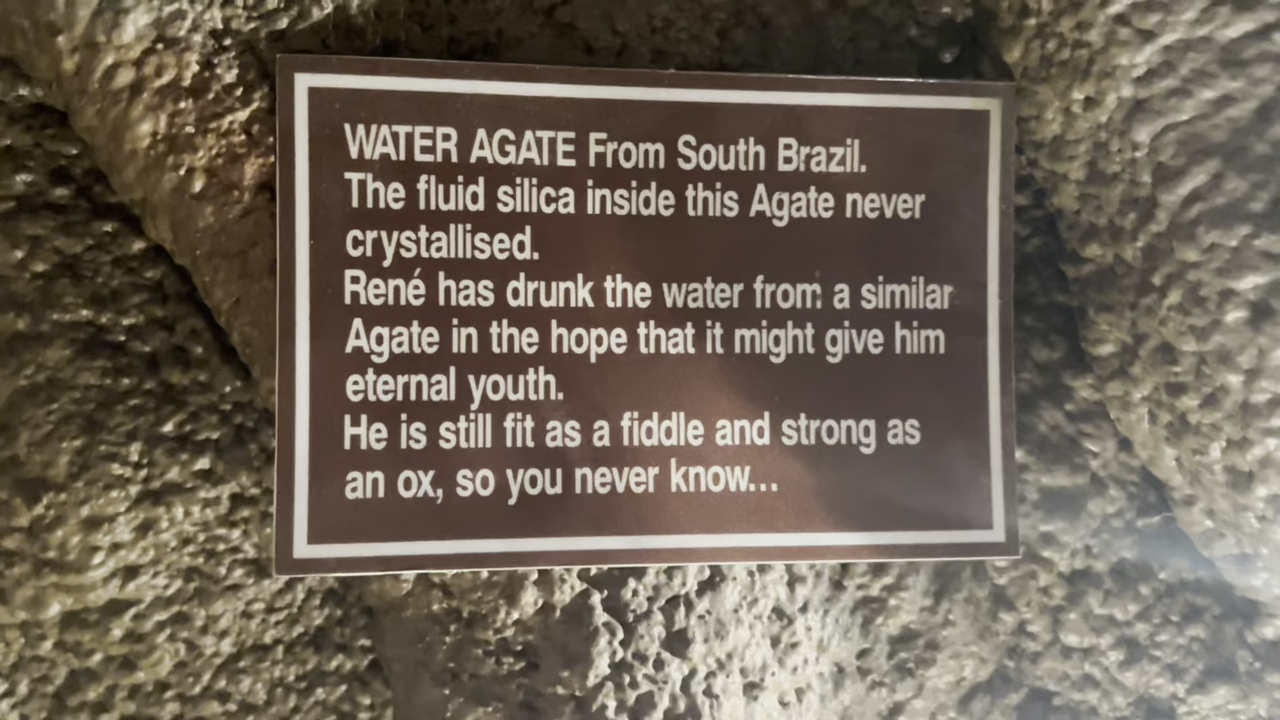 WATER AGATE From South Brazil.
The fluid silica inside this Agate never
crystallised.
René has drunk the water from a similar
Agate in the hope that it might give him
eternal youth.
He is still fit as a fiddle and strong as
an ox, so you never know...